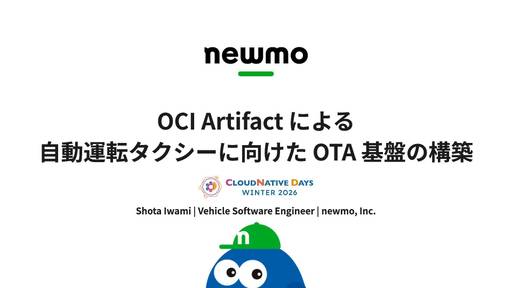 newmo
OCI Artifact による
自動運転タクシーに向けた OTA 基盤の構築
CLOUDNATIVE DAYS
WINTER 2026
Shota Iwami | Vehicle Software Engineer | newmo, Inc.
m